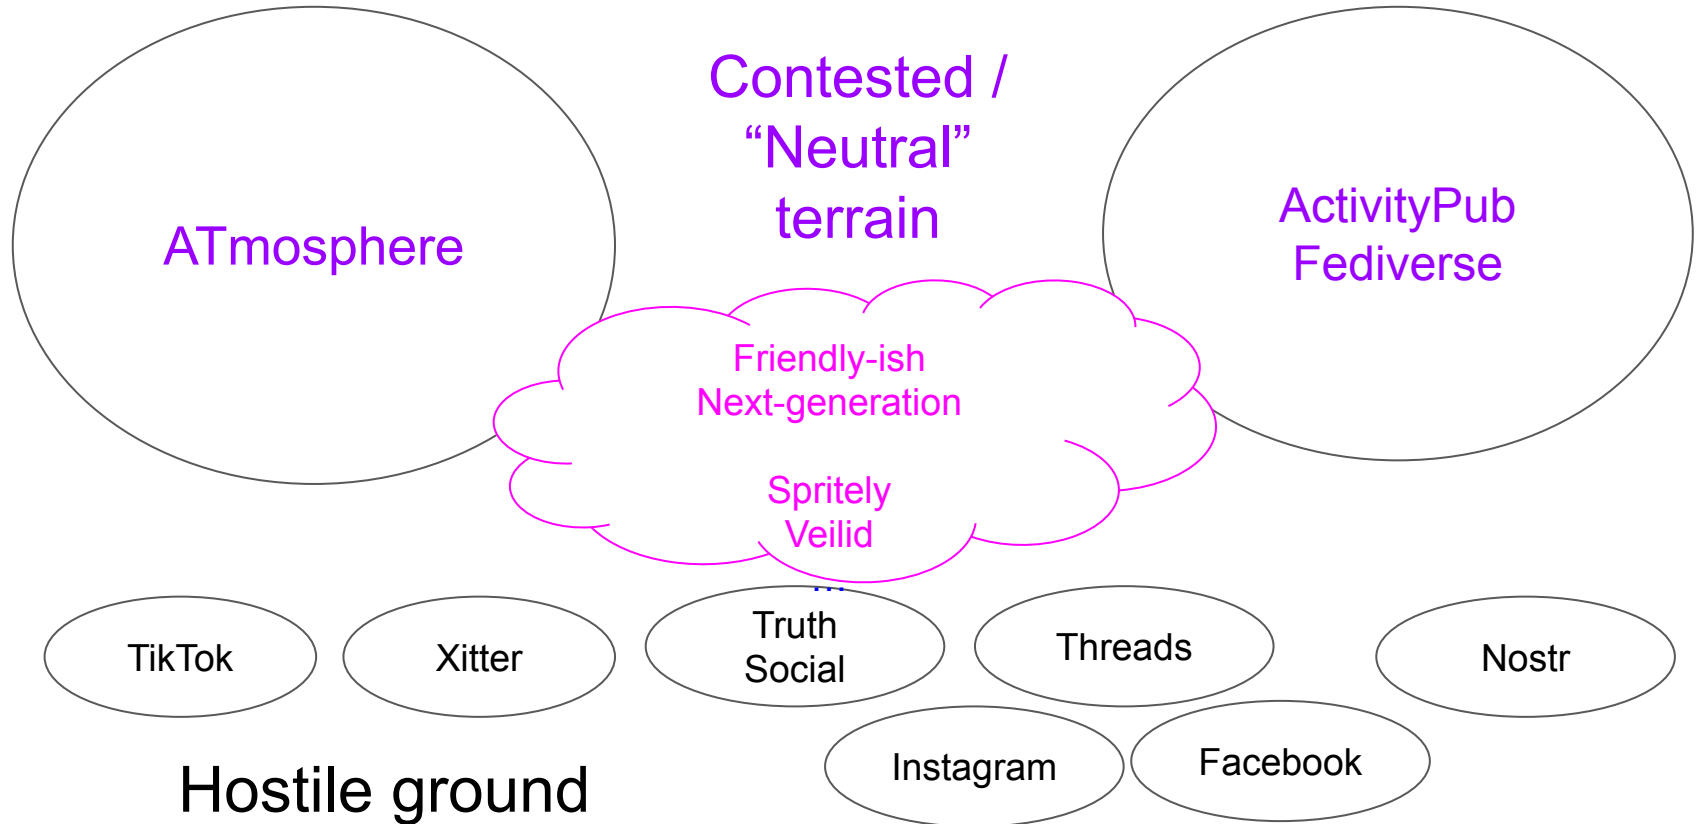 Contested /
“Neutral”
terrain
ATmosphere
ActivityPub
Fediverse
Friendly-ish
Next-generation
Spritely
Veilid
...
TikTok
Xitter
Truth
Social
Threads
Nostr
Instagram
Facebook
Hostile ground